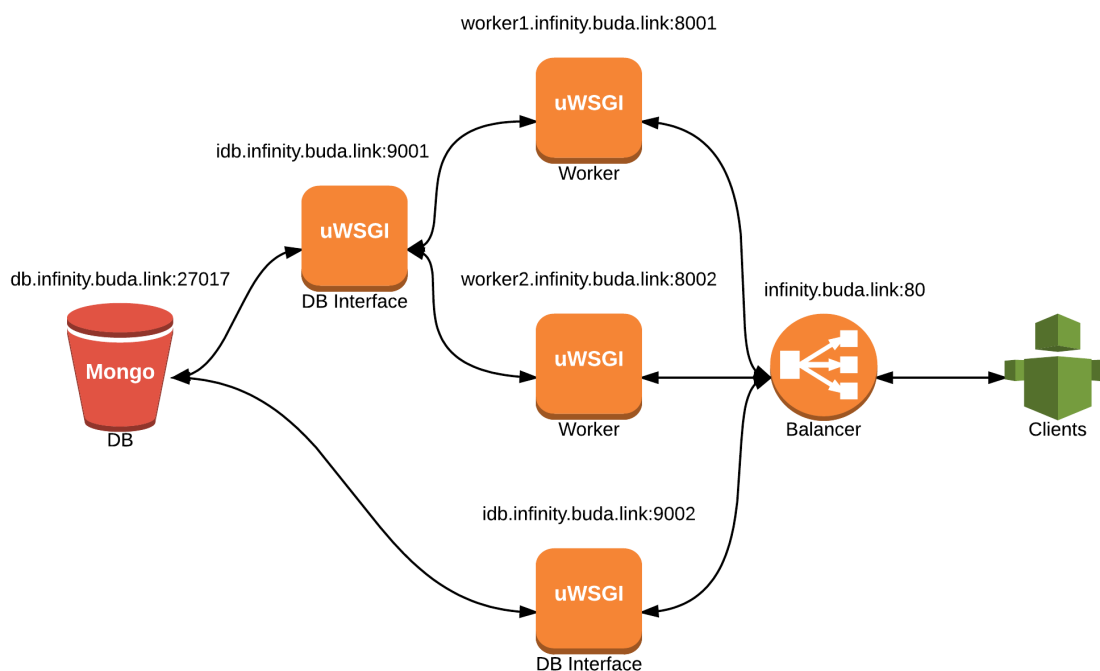 worker1.infinity.buda.link:8001
uWSGI
Worker
idb.infinity.buda.link:9001
uWSGI
DB Interface
db.infinity.buda.link:27017
Mongo
DB
worker2.infinity.buda.link:8002
uWSGI
Worker
infinity.buda.link:80
Balancer
Clients
idb.infinity.buda.link:9002
uWSGI
DB Interface